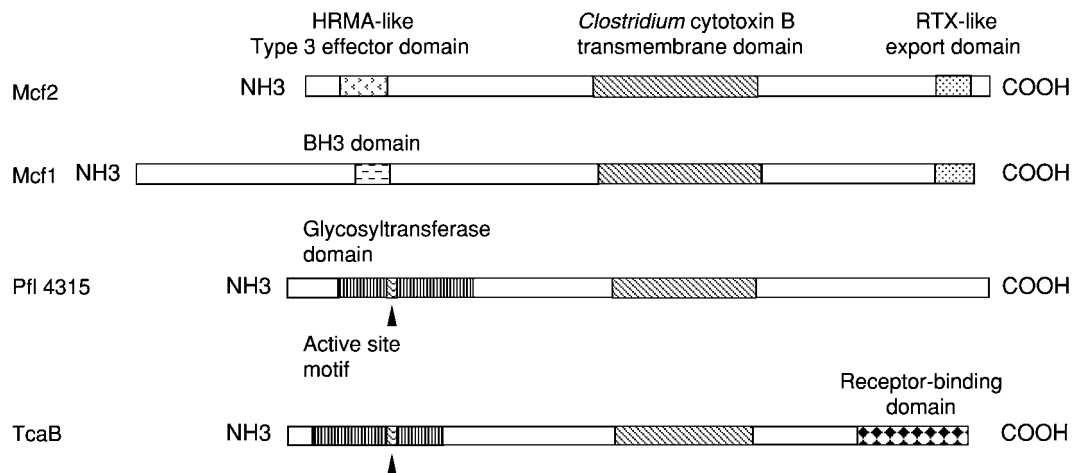 HRMA-like
Type 3 effector domain
Clostridium cytotoxin B
transmembrane domain
RTX-like
export domain
Mcf2
NH3
COOH
BH3 domain
Mcf1
NH3
COOH
Glycosyltransferase
domain
Pfl 4315
NH3
COOH
Active site
motif
Receptor-binding
domain
TcaB
NH3
COOH